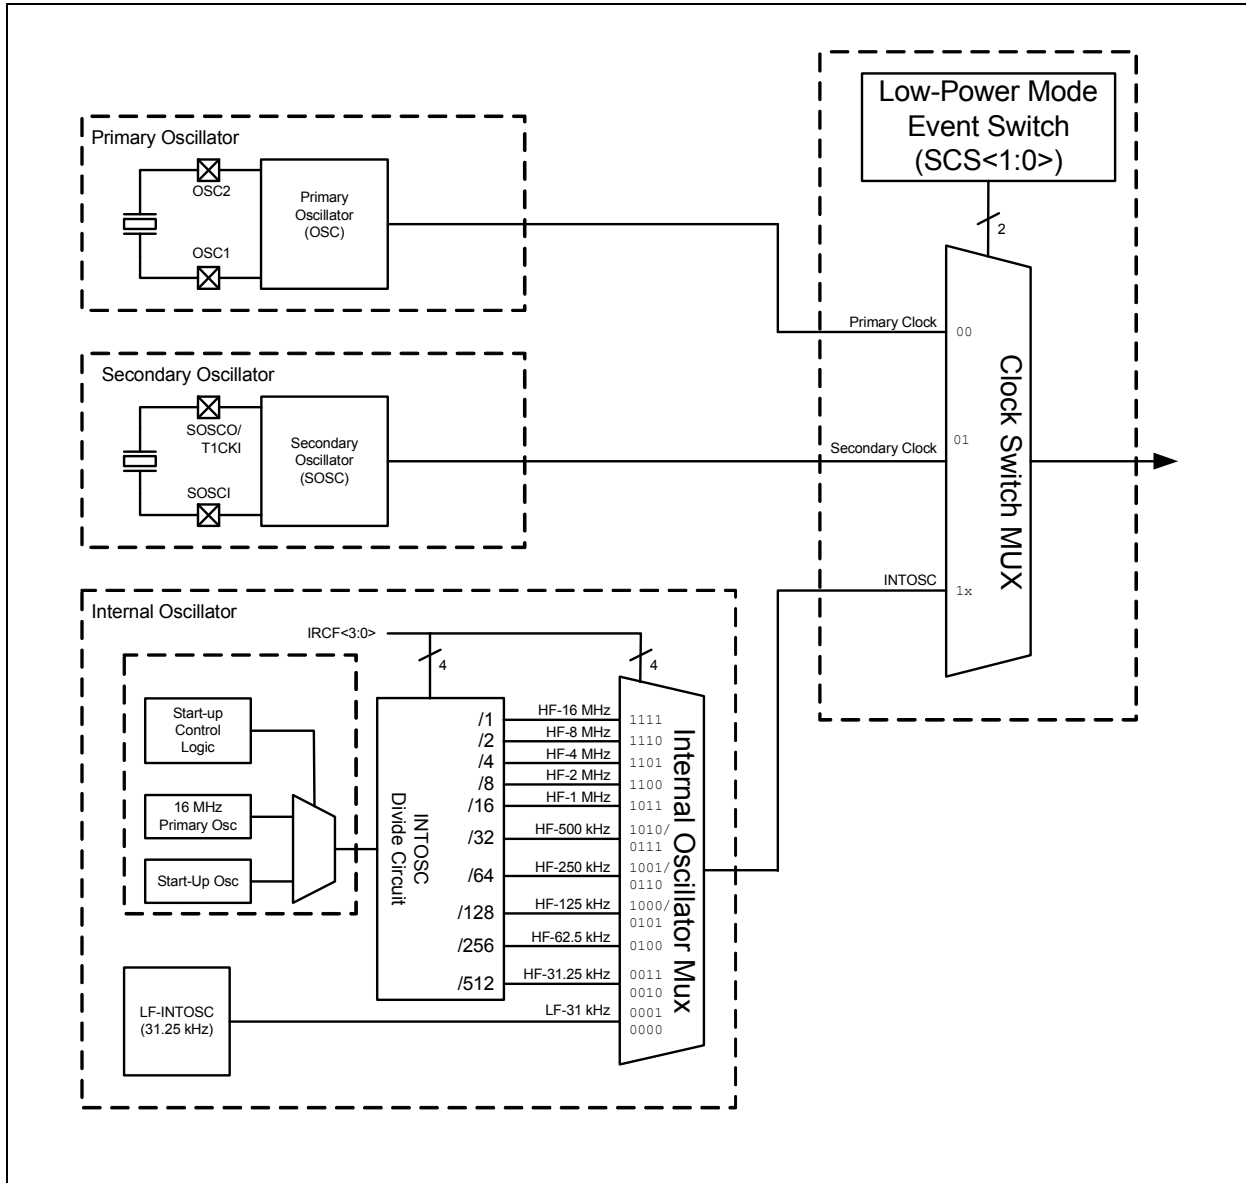 Low-Power Mode
Event Switch
(SCS<1:0>)
2
Primary Oscillator
OSC2
OSC1
Primary
Oscillator
(OSC)
Primary Clock
00
Secondary Oscillator
SOSCO/
T1CKI
SOSCI
Secondary
Oscillator
(SOSC)
Secondary Clock
01
INTOSC
1x
Clock Switch MUX
Internal Oscillator
IRCF<3:0>
4
4
Start-up
Control
Logic
16 MHz
Primary Osc
Start-Up Osc
LF-INTOSC
(31.25 kHz)
INTOSC
Divide Circuit
/1
HF-16 MHz
1111
/2
HF-8 MHz
1110
/4
HF-4 MHz
1101
/8
HF-2 MHz
1100
/16
HF-1 MHz
1011
/32
HF-500 kHz
1010/
0111
/64
HF-250 kHz
1001/
0110
/128
HF-125 kHz
1000/
0101
/256
HF-62.5 kHz
0100
/512
HF-31.25 kHz
0011
0010
LF-31 kHz
0001
0000
Internal Oscillator Mux